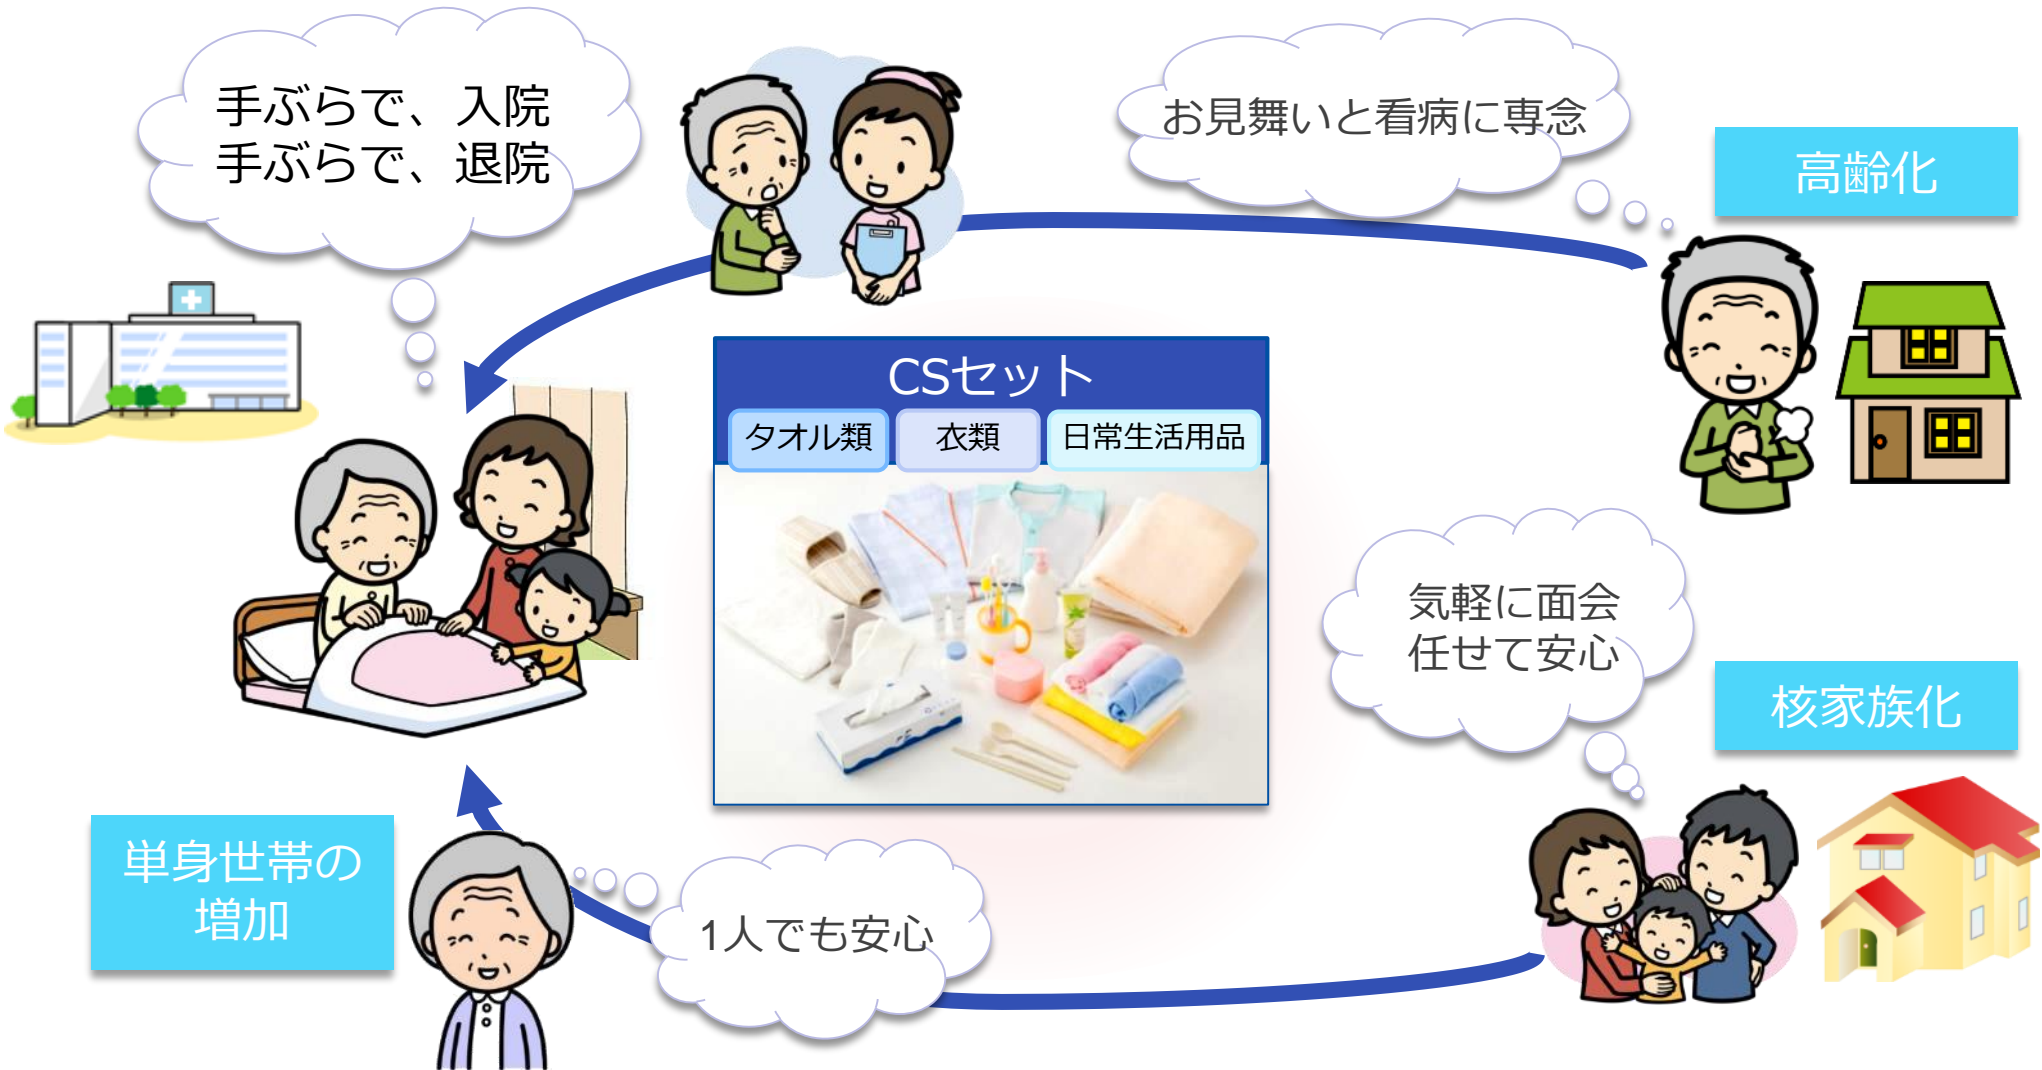 手ぶらで、入院
手ぶらで、退院
お見舞いと看病に専念
高齢化
CSセット
タオル類
衣類
日常生活用品
気軽に面会
任せて安心
核家族化
単身世帯の
増加
1人でも安心